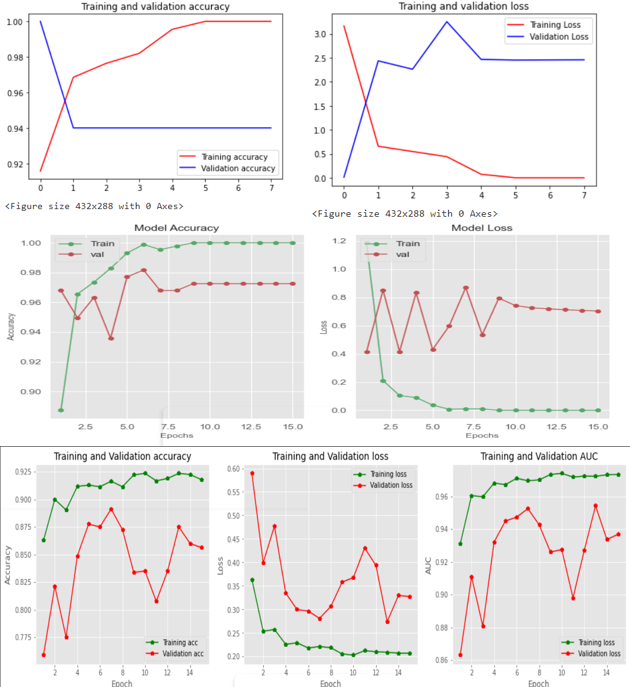 Training and validation accuracy
1.00
0.98
0.96
0.94
0.92
Training accuracy
Validation accuracy
0 1 2 3 4 5 6 7
<Figure size 432x288 with 0 Axes>
Training and validation loss
Training Loss
Validation Loss
3.0
2.5
2.0
1.5
1.0
0.5
0.0
0 1 2 3 4 5 6 7
<Figure size 432x288 with 0 Axes>
Model Accuracy
Train
val
1.00
0.98
0.96
0.94
0.92
0.90
Accuracy
2.5 5.0 7.5 10.0 12.5 15.0
Epochs
Model Loss
Train
val
1.2
1.0
0.8
0.6
0.4
0.2
0.0
Loss
2.5 5.0 7.5 10.0 12.5 15.0
Epochs
Training and Validation accuracy
0.925
0.900
0.875
0.850
0.825
0.800
0.775
Accuracy
Training acc
Validation acc
2 4 6 8 10 12 14
Epoch
Training and Validation loss
Training loss
Validation loss
0.60
0.55
0.50
0.45
0.40
0.35
0.30
0.25
0.20
Loss
2 4 6 8 10 12 14
Epoch
Training and Validation AUC
0.96
0.94
0.92
0.90
0.88
0.86
AUC
Training loss
Validation loss
2 4 6 8 10 12 14
Epoch